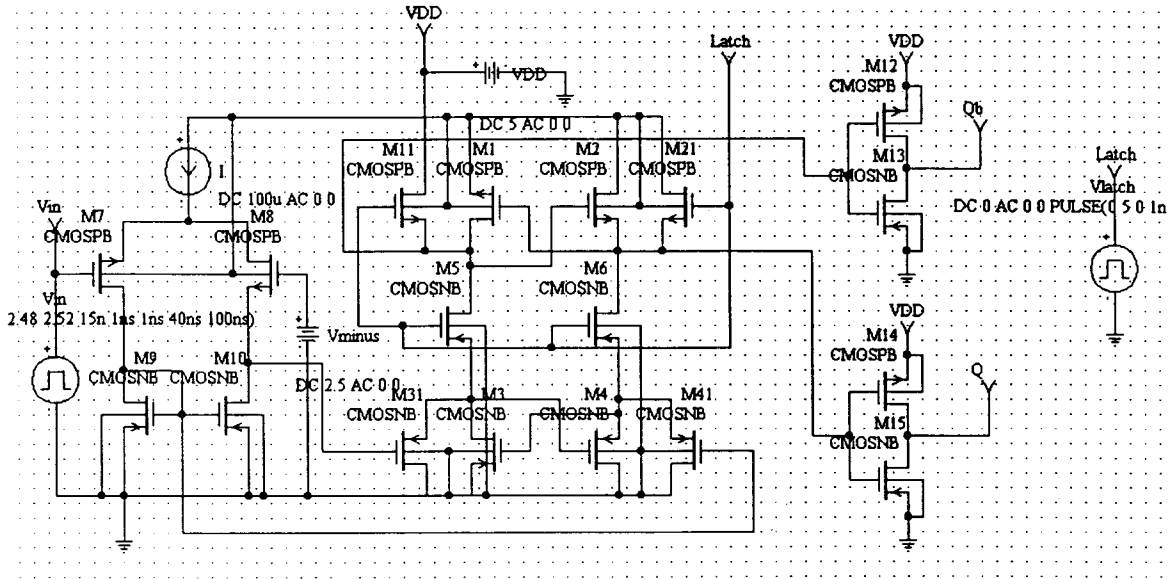 VDD
Latch
VDD
VDD
M12
CMOSPB
Qb
DC 5 AC 0 0
M11
CMOSPB
M1
CMOSPB
M2
CMOSPB
M21
CMOSPB
M13
CMOSNB
Latch
Vlatch
DC 0 AC 0 0 PULSE(0 5 0 1n
I
DC 100u AC 0 0
Vin
M7
CMOSPB
M8
CMOSPB
M5
CMOSNB
M6
CMOSNB
Vin
2.48 2.52 15n 1ns 1ns 40ns 100ns)
Vminus
DC 2.5 AC 0 0
VDD
M14
CMOSPB
Q
M9
CMOSNB
M10
CMOSNB
M31
CMOSNB
M3
CMOSNB
M4
CMOSNB
M41
CMOSNB
M15
CMOSNB